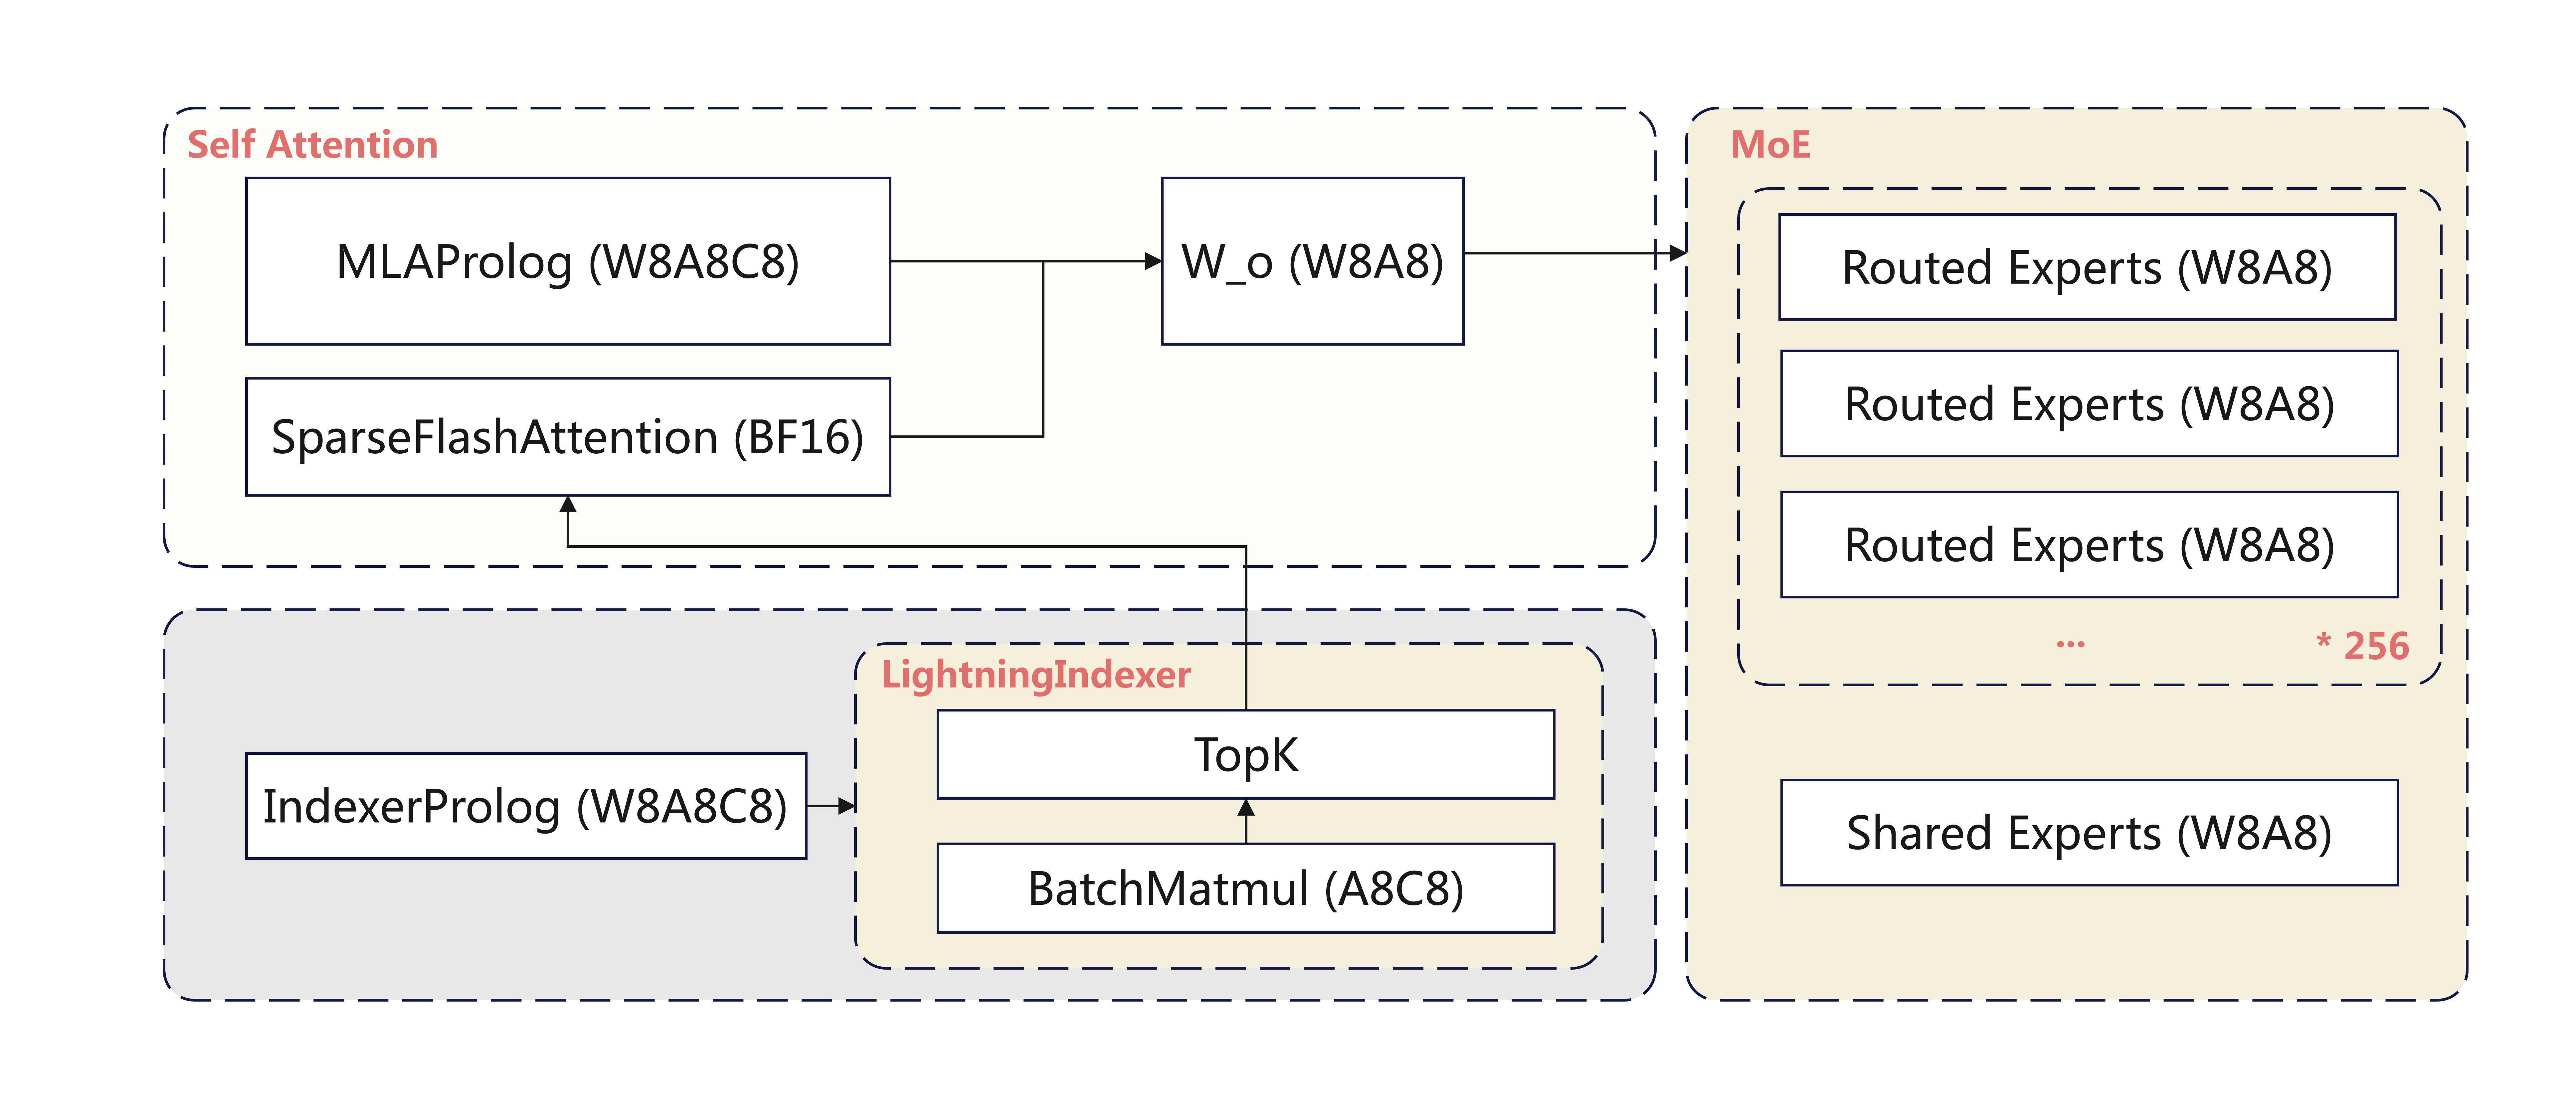 Self Attention
MLAProlog (W8A8C8)
W_o (W8A8)
SparseFlashAttention (BF16)
LightningIndexer
TopK
IndexerProlog (W8A8C8)
BatchMatmul (A8C8)
MoE
Routed Experts (W8A8)
Routed Experts (W8A8)
Routed Experts (W8A8)
... * 256
Shared Experts (W8A8)